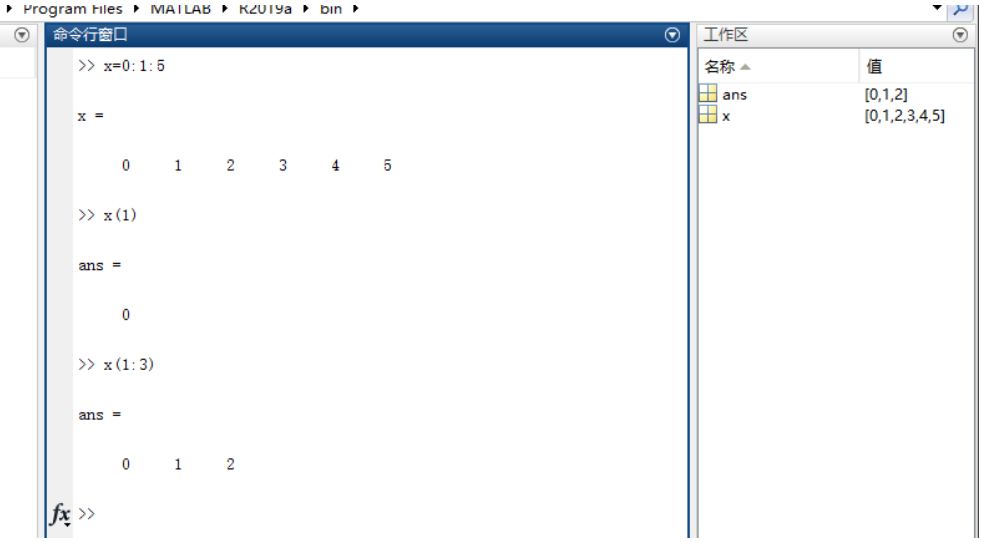 Program Files ▸ MATLAB ▸ R2019a ▸ bin ▸
命令行窗口
>> x=0:1:5
x =
0 1 2 3 4 5
>> x(1)
ans =
0
>> x(1:3)
ans =
0 1 2
fx >>
工作区
名称 值
ans [0,1,2]
x [0,1,2,3,4,5]